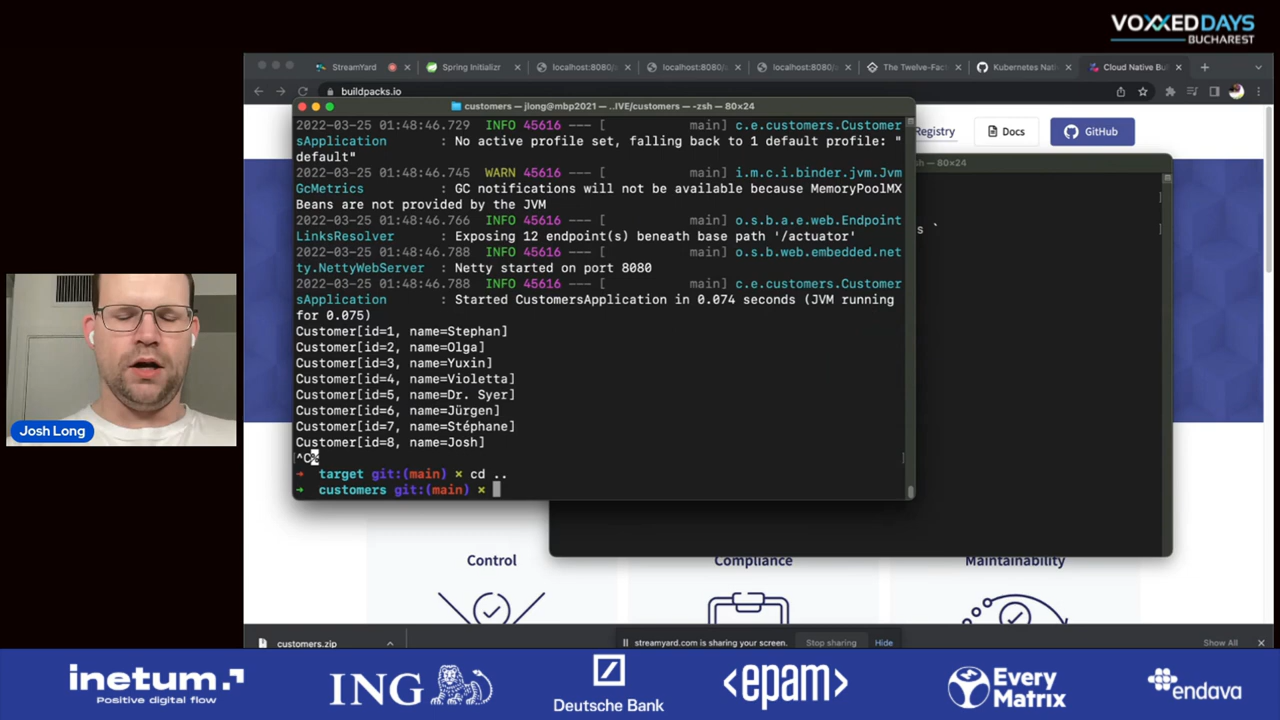 VOXXEDDAYS
BUCHAREST
StreamYard
Spring Initializr
localhost:8080/
localhost:8080/
localhost:8080/
The Twelve-Fac
Kubernetes Nati
Cloud Native Bu
buildpacks.io
customers — jlong@mbp2021 — ..IVE/customers — -zsh — 80×24
Registry
Docs
GitHub
sh — 80×24
s `
2022-03-25 01:48:46.729  INFO 45616 --- [           main] c.e.customers.Customer
sApplication             : No active profile set, falling back to 1 default profile: "
default"
2022-03-25 01:48:46.745  WARN 45616 --- [           main] i.m.c.i.binder.jvm.Jvm
GcMetrics                : GC notifications will not be available because MemoryPoolMX
Beans are not provided by the JVM
2022-03-25 01:48:46.766  INFO 45616 --- [           main] o.s.b.a.e.web.Endpoint
LinksResolver            : Exposing 12 endpoint(s) beneath base path '/actuator'
2022-03-25 01:48:46.788  INFO 45616 --- [           main] o.s.b.web.embedded.net
ty.NettyWebServer        : Netty started on port 8080
2022-03-25 01:48:46.788  INFO 45616 --- [           main] c.e.customers.Customer
sApplication             : Started CustomersApplication in 0.074 seconds (JVM running
for 0.075)
Customer[id=1, name=Stephan]
Customer[id=2, name=Olga]
Customer[id=3, name=Yuxin]
Customer[id=4, name=Violetta]
Customer[id=5, name=Dr. Syer]
Customer[id=6, name=Jürgen]
Customer[id=7, name=Stéphane]
Customer[id=8, name=Josh]
^C%
→ target git:(main) × cd ..
→ customers git:(main) ×
Josh Long
Control
Compliance
Maintainability
customers.zip
streamyard.com is sharing your screen.
Stop sharing
Hide
Show All
inetum.
Positive digital flow
ING
Deutsche Bank
<epam>
Every
Matrix
endava